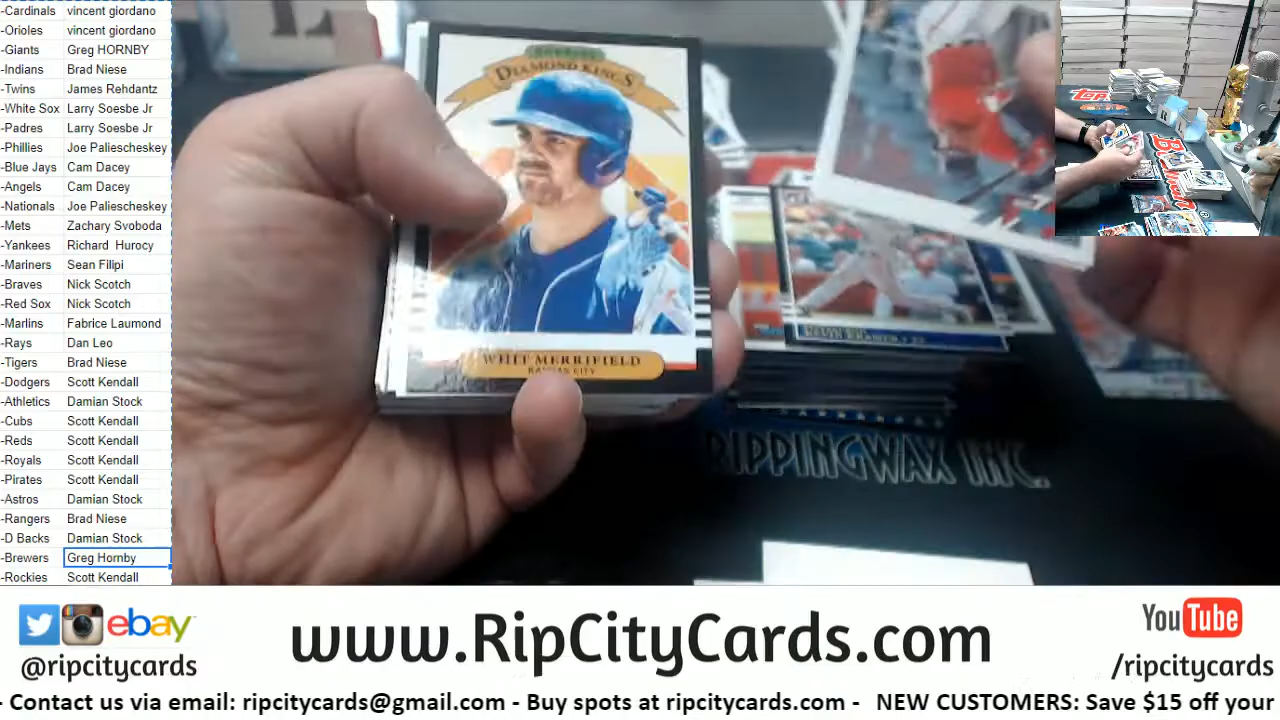 -Cardinals vincent giordano
-Orioles vincent giordano
-Giants Greg HORNBY
-Indians Brad Niese
-Twins James Rehdantz
-White Sox Larry Soesbe Jr
-Padres Larry Soesbe Jr
-Phillies Joe Paliescheskey
-Blue Jays Cam Dacey
-Angels Cam Dacey
-Nationals Joe Paliescheskey
-Mets Zachary Svoboda
-Yankees Richard Hurocy
-Mariners Sean Filipi
-Braves Nick Scotch
-Red Sox Nick Scotch
-Marlins Fabrice Laumond
-Rays Dan Leo
-Tigers Brad Niese
-Dodgers Scott Kendall
-Athletics Damian Stock
-Cubs Scott Kendall
-Reds Scott Kendall
-Royals Scott Kendall
-Pirates Scott Kendall
-Astros Damian Stock
-Rangers Brad Niese
-D Backs Damian Stock
-Brewers Greg Hornby
-Rockies Scott Kendall
DIAMOND KINGS
WHIT MERRIFIELD
KANSAS CITY
RIPPINGWAX INC.
ebay
@ripcitycards
www.RipCityCards.com
YouTube
/ripcitycards
- Contact us via email: ripcitycards@gmail.com - Buy spots at ripcitycards.com - NEW CUSTOMERS: Save $15 off your